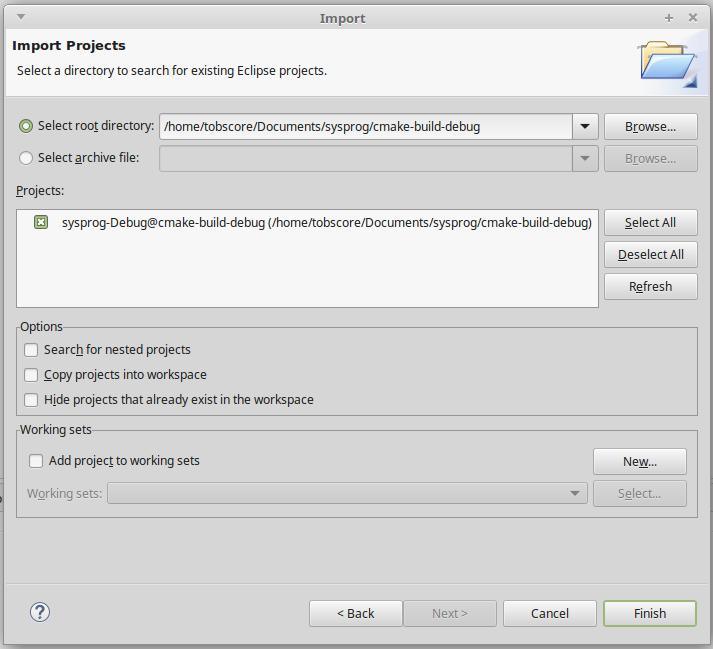 Import
Import Projects
Select a directory to search for existing Eclipse projects.
Select root directory: /home/tobscore/Documents/sysprog/cmake-build-debug Browse...
Select archive file: Browse...
Projects:
sysprog-Debug@cmake-build-debug (/home/tobscore/Documents/sysprog/cmake-build-debug)
Select All
Deselect All
Refresh
Options
Search for nested projects
Copy projects into workspace
Hide projects that already exist in the workspace
Working sets
Add project to working sets New...
Working sets: Select...
? < Back Next > Cancel Finish